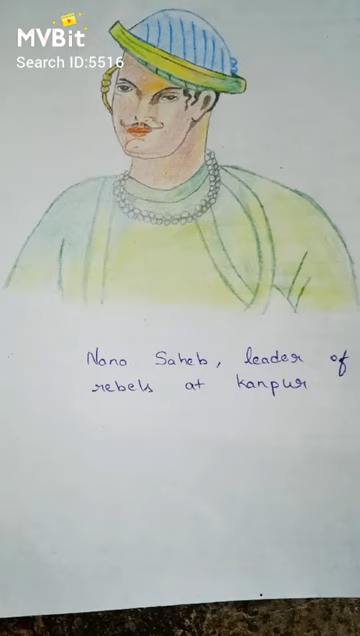 MVBit
Search ID:5516
Nana Saheb, leader of
rebels at Kanpur